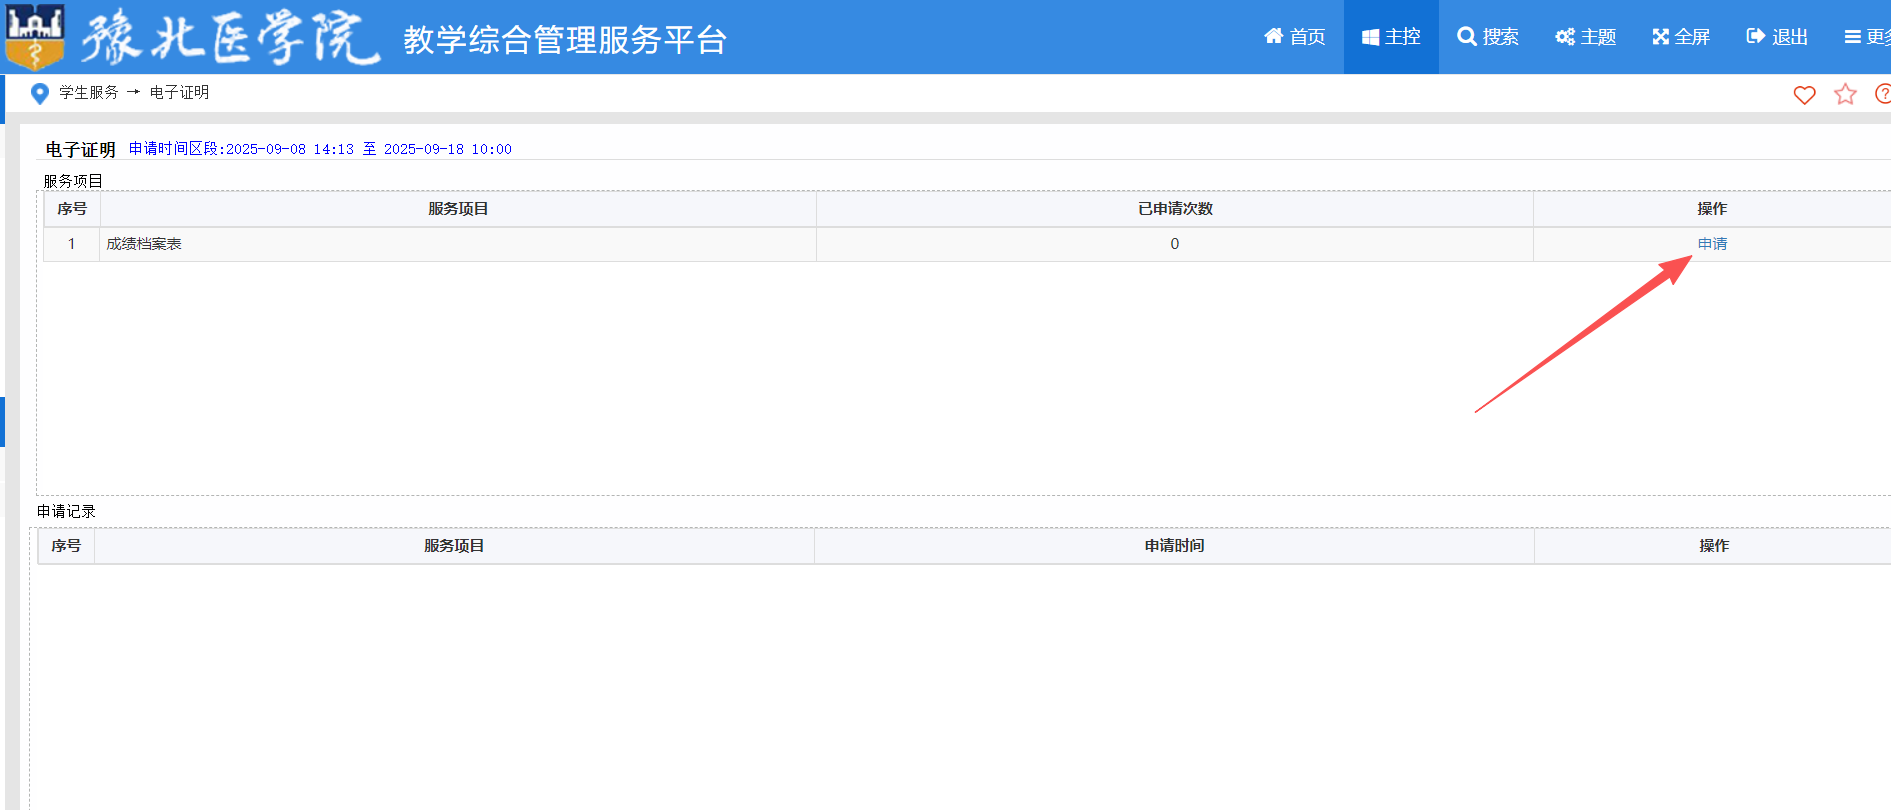 豫北医学院 教学综合管理服务平台 首页 主控 搜索 主题 全屏 退出 更多
学生服务 → 电子证明
电子证明 申请时间区段:2025-09-08 14:13 至 2025-09-18 10:00
服务项目
序号 服务项目 已申请次数 操作
1 成绩档案表 0 申请
申请记录
序号 服务项目 申请时间 操作